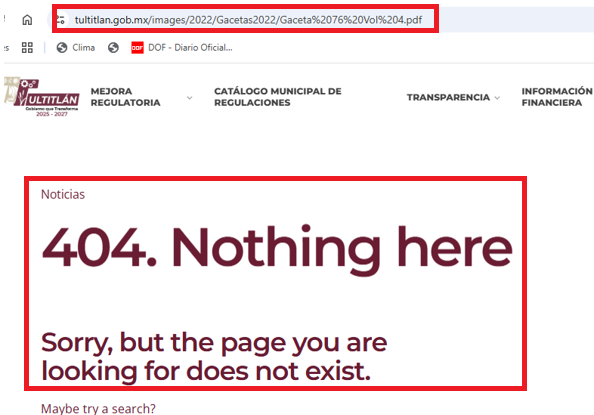 tultitlan.gob.mx/images/2022/Gacetas2022/Gaceta%2076%20Vol%204.pdf
es Clima DOF DOF - Diario Oficial...
TULTITLÁN
Gobierno que Transforma
2025 - 2027
MEJORA REGULATORIA
CATÁLOGO MUNICIPAL DE REGULACIONES
TRANSPARENCIA
INFORMACIÓN FINANCIERA
Noticias
404. Nothing here
Sorry, but the page you are
looking for does not exist.
Maybe try a search?